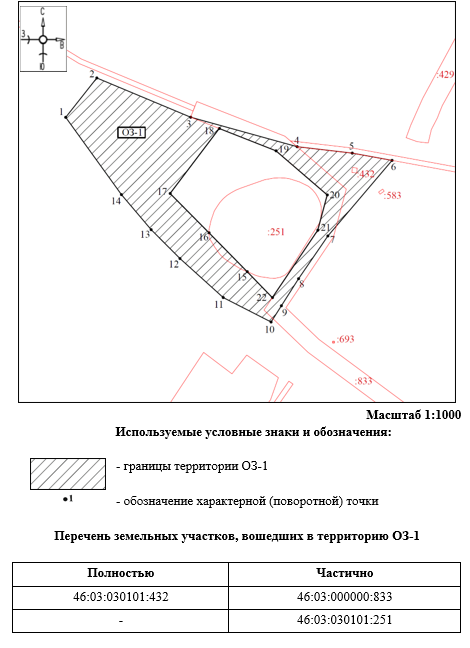 С
З
В
Ю
2
1
ОЗ-1
3
18
4
19
5
6
:429
:432
:583
17
20
14
13
16
:251
21
7
12
15
8
11
22
9
10
:693
:833
Масштаб 1:1000
Используемые условные знаки и обозначения:
- границы территории ОЗ-1
1 - обозначение характерной (поворотной) точки
Перечень земельных участков, вошедших в территорию ОЗ-1
Полностью Частично
46:03:030101:432 46:03:000000:833
- 46:03:030101:251